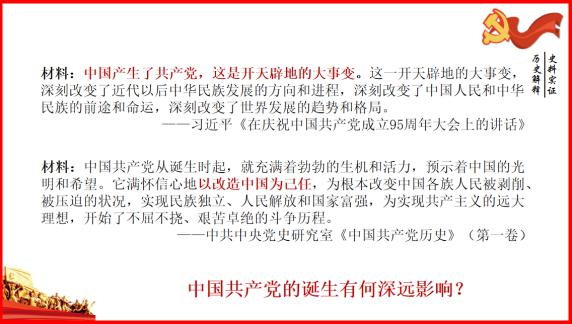 史料实证
历史解释
材料：中国产生了共产党，这是开天辟地的大事变。这一开天辟地的大事变，
深刻改变了近代以后中华民族发展的方向和进程，深刻改变了中国人民和中华
民族的前途和命运，深刻改变了世界发展的趋势和格局。
——习近平《在庆祝中国共产党成立95周年大会上的讲话》
材料：中国共产党从诞生时起，就充满着勃勃的生机和活力，预示着中国的光
明和希望。它满怀信心地以改造中国为己任，为根本改变中国各族人民被剥削、
被压迫的状况，实现民族独立、人民解放和国家富强，为实现共产主义的远大
理想，开始了不屈不挠、艰苦卓绝的斗争历程。
——中共中央党史研究室《中国共产党历史》（第一卷）
中国共产党的诞生有何深远影响？